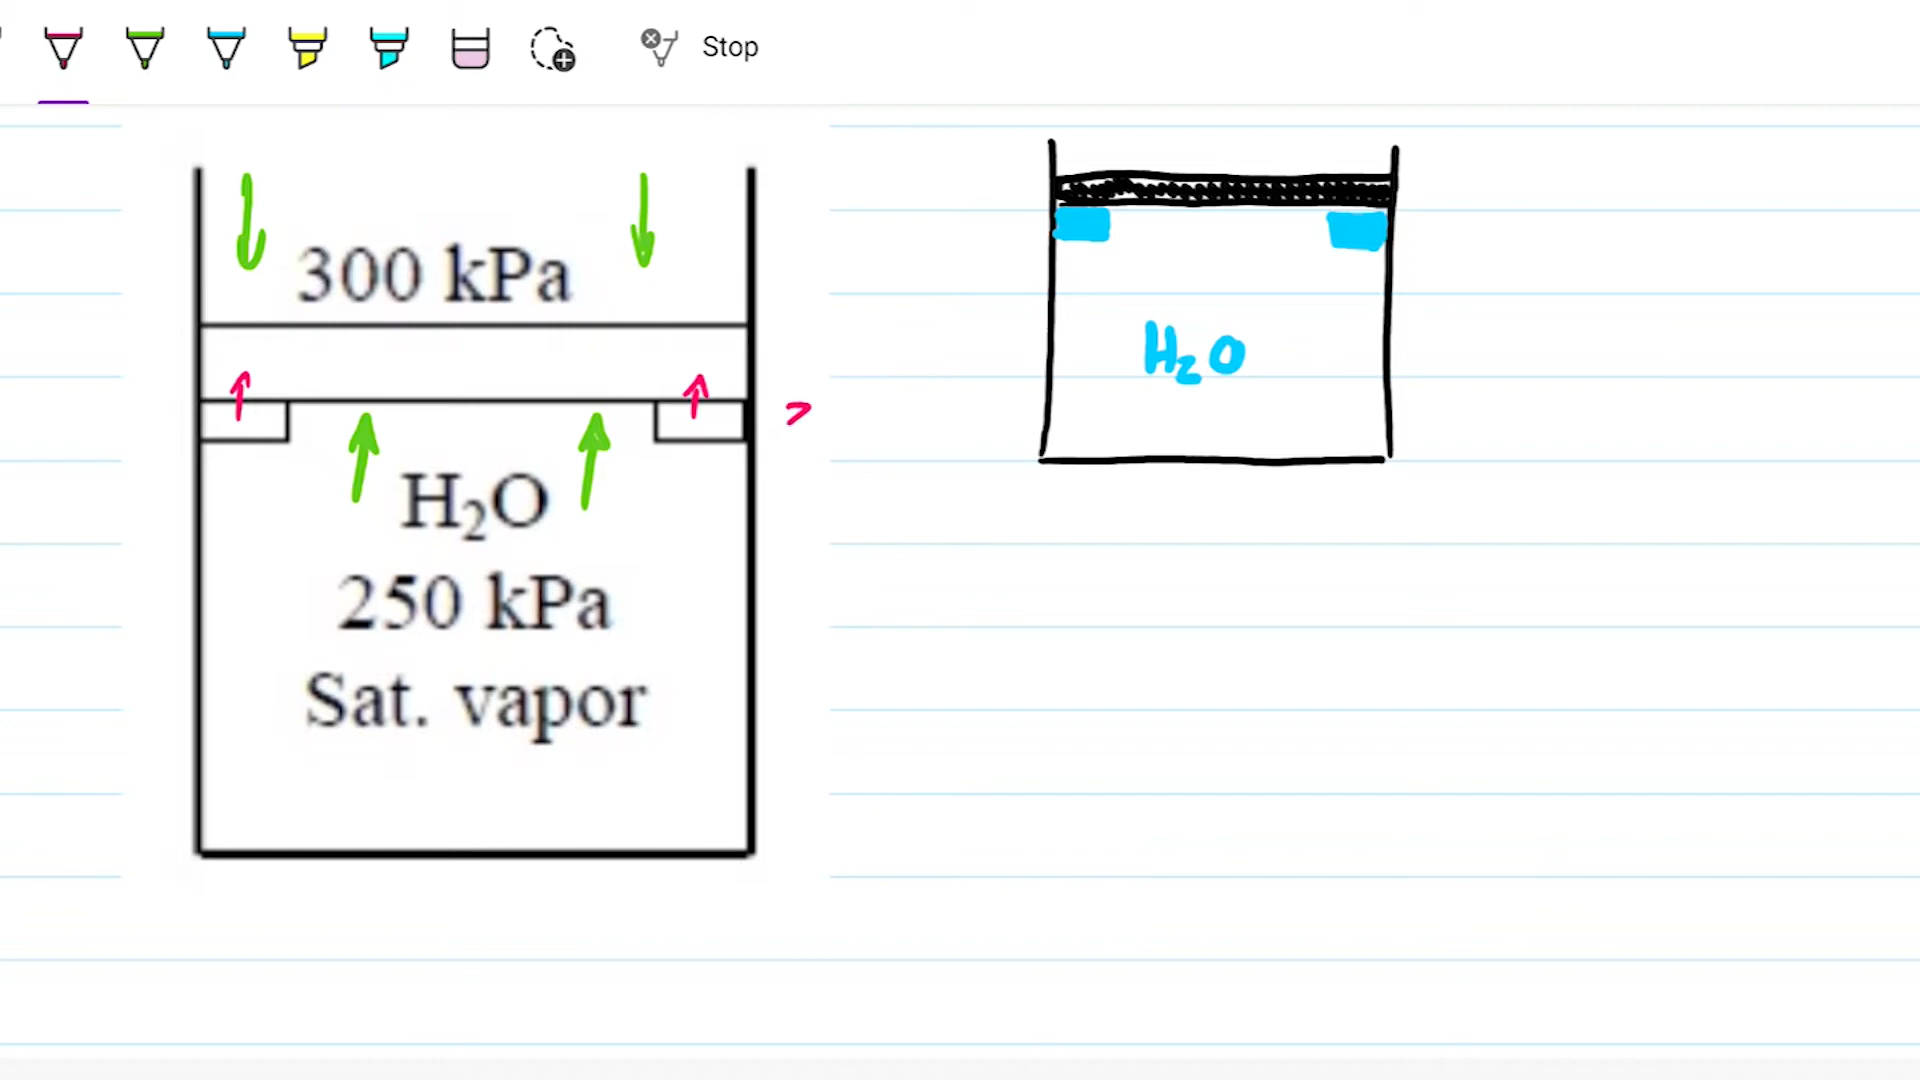 Stop
300 kPa
H₂O
250 kPa
Sat. vapor
>
H₂O